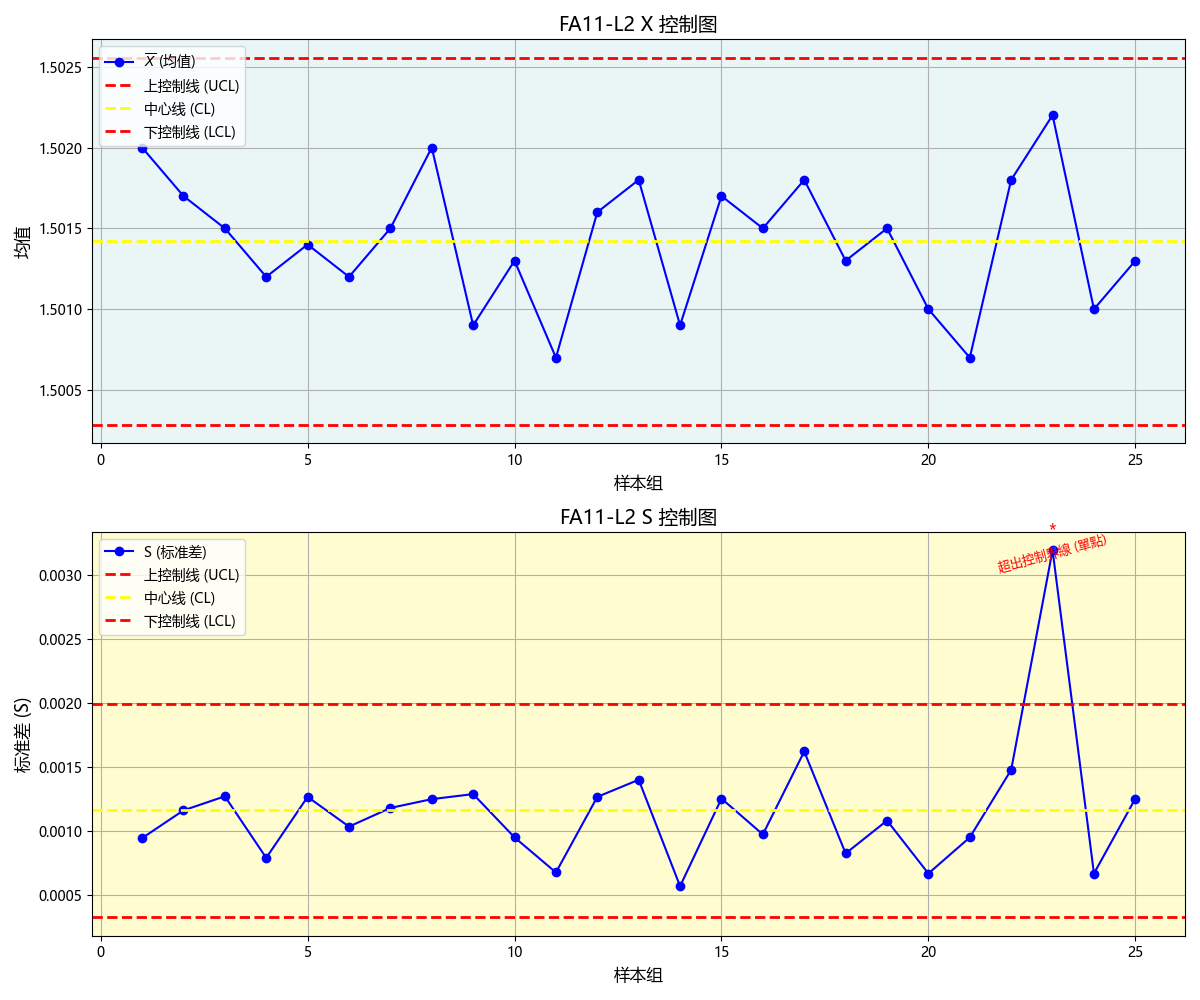 FA11-L2 X 控制图
X (均值)
上控制线 (UCL)
中心线 (CL)
下控制线 (LCL)
1.5025
1.5020
1.5015
1.5010
1.5005
均值
0 5 10 15 20 25
样本组
FA11-L2 S 控制图
*
超出控制界線 (單點)
S (标准差)
上控制线 (UCL)
中心线 (CL)
下控制线 (LCL)
0.0030
0.0025
0.0020
0.0015
0.0010
0.0005
标准差 (S)
0 5 10 15 20 25
样本组